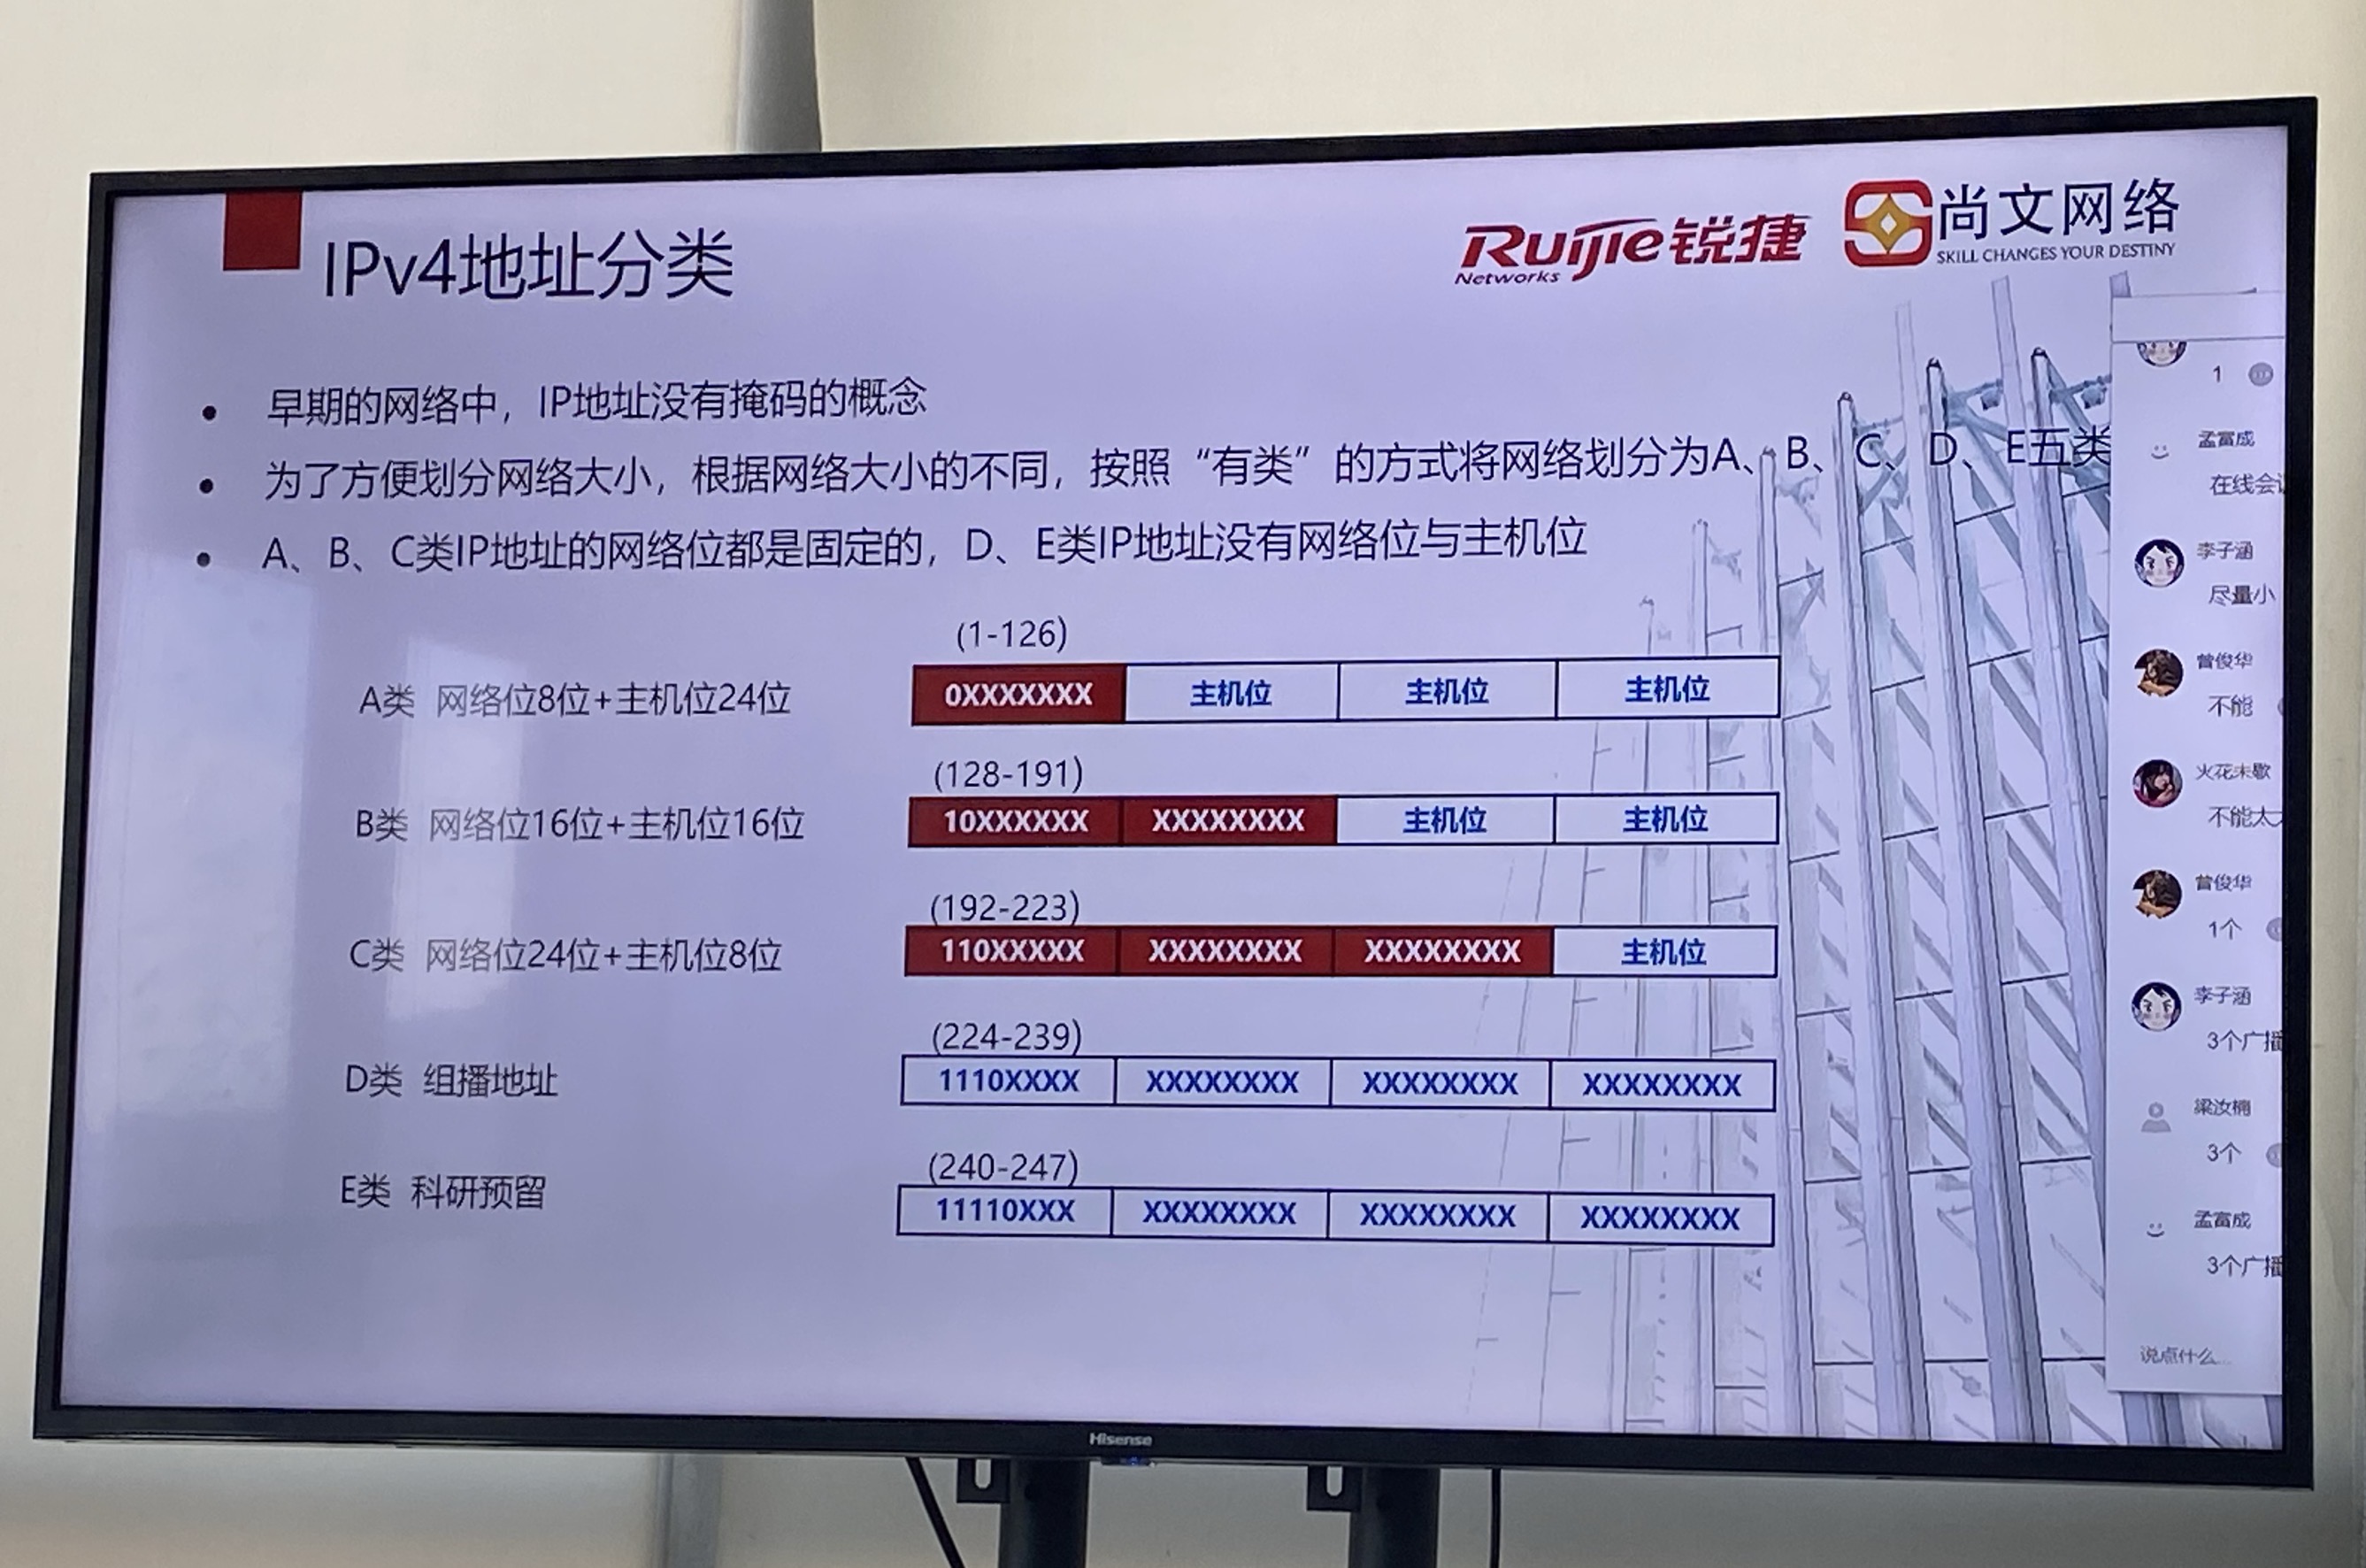 IPv4地址分类
Ruijie锐捷
Networks
尚文网络
SKILL CHANGES YOUR DESTINY
• 早期的网络中，IP地址没有掩码的概念
• 为了方便划分网络大小，根据网络大小的不同，按照“有类”的方式将网络划分为A、B、C、D、E五类
• A、B、C类IP地址的网络位都是固定的，D、E类IP地址没有网络位与主机位
(1-126)
A类 网络位8位+主机位24位 0XXXXXXX 主机位 主机位 主机位
(128-191)
B类 网络位16位+主机位16位 10XXXXXX XXXXXXXX 主机位 主机位
(192-223)
C类 网络位24位+主机位8位 110XXXXX XXXXXXXX XXXXXXXX 主机位
(224-239)
D类 组播地址 1110XXXX XXXXXXXX XXXXXXXX XXXXXXXX
(240-247)
E类 科研预留 11110XXX XXXXXXXX XXXXXXXX XXXXXXXX
1
孟富成
在线会
李子涵
尽量小
曾俊华
不能
火花未歇
不能太
曾俊华
1个
李子涵
3个广播
梁汝楠
3个
孟富成
3个广播
说点什么...
Hisense